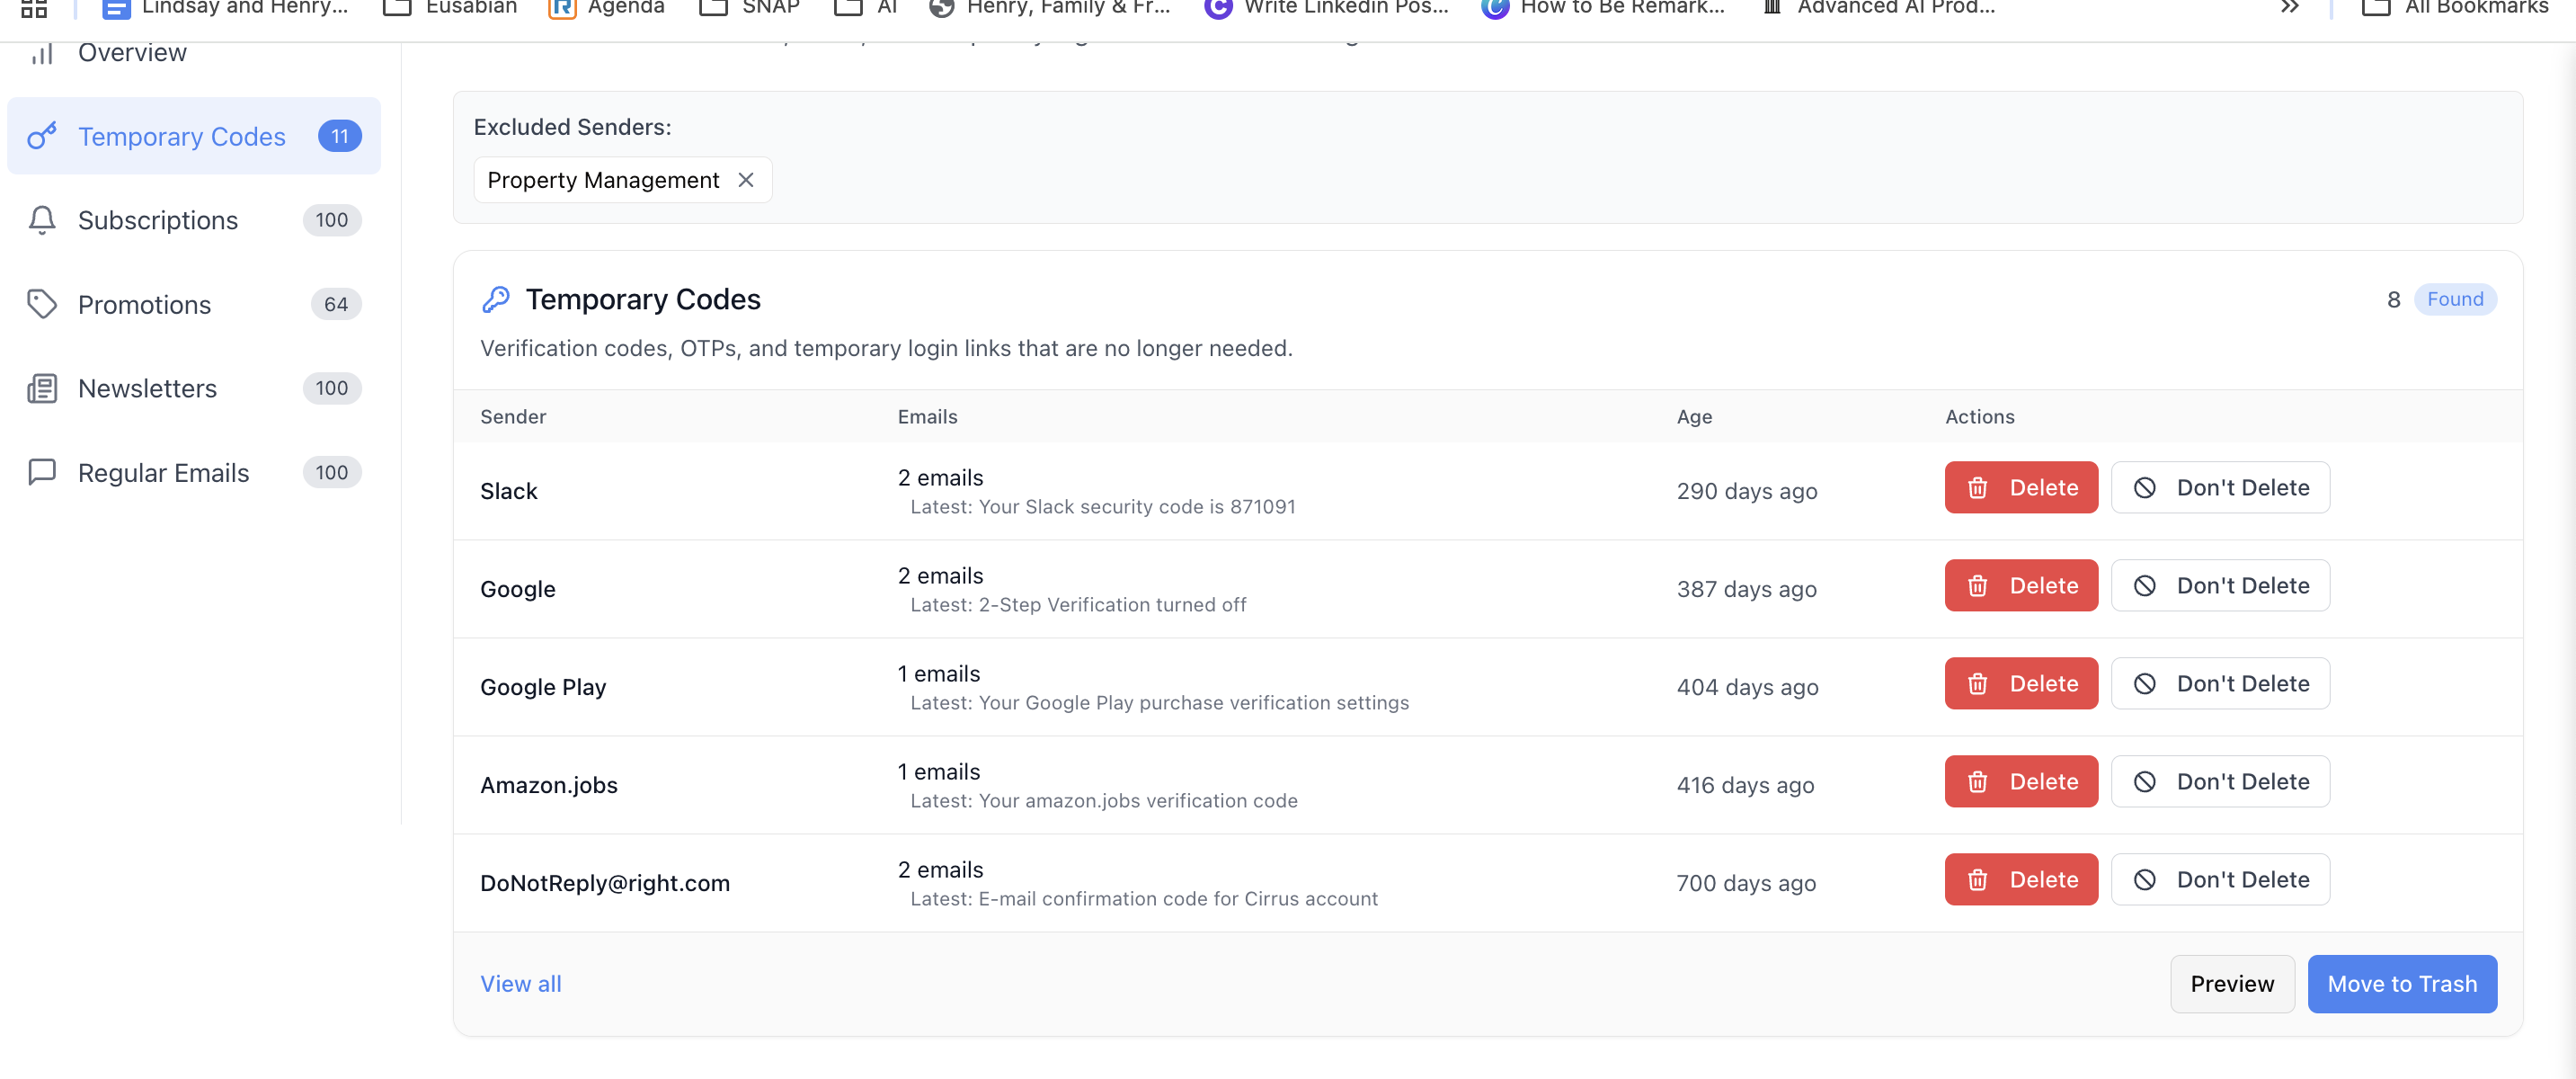 Lindsay and Henry...
Eusabian
Agenda
SNAP
AI
Henry, Family & Fr...
Write Linkedin Pos...
How to Be Remark...
Advanced AI Prod...
All Bookmarks
Overview
Temporary Codes 11
Subscriptions 100
Promotions 64
Newsletters 100
Regular Emails 100
Excluded Senders:
Property Management
Temporary Codes
8 Found
Verification codes, OTPs, and temporary login links that are no longer needed.
Sender Emails Age Actions
Slack
2 emails
Latest: Your Slack security code is 871091
290 days ago
Delete
Don't Delete
Google
2 emails
Latest: 2-Step Verification turned off
387 days ago
Delete
Don't Delete
Google Play
1 emails
Latest: Your Google Play purchase verification settings
404 days ago
Delete
Don't Delete
Amazon.jobs
1 emails
Latest: Your amazon.jobs verification code
416 days ago
Delete
Don't Delete
DoNotReply@right.com
2 emails
Latest: E-mail confirmation code for Cirrus account
700 days ago
Delete
Don't Delete
View all
Preview
Move to Trash